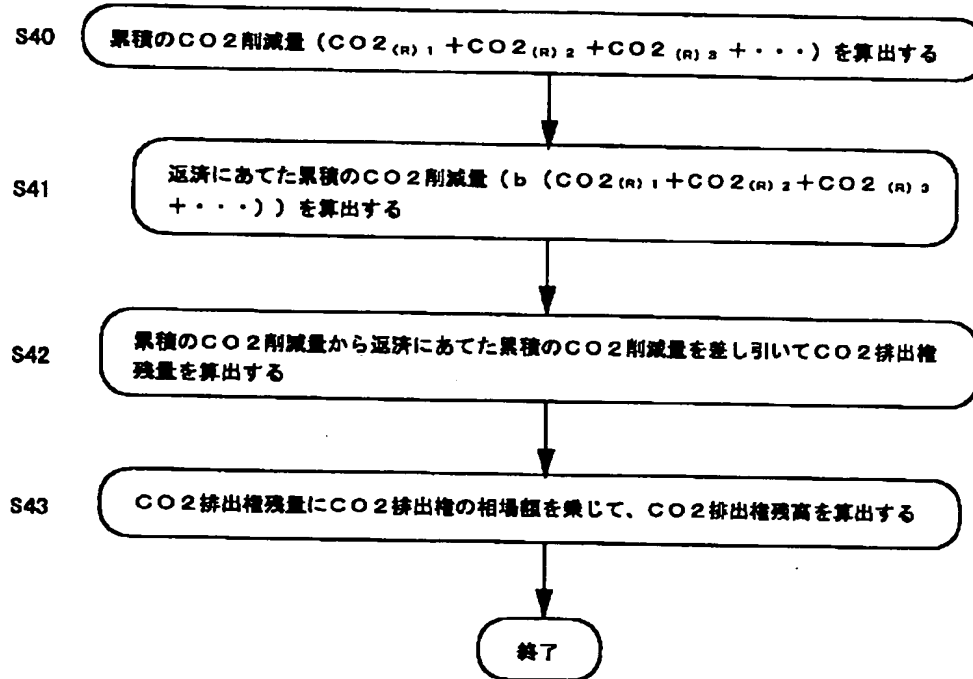 S40
累積のCO2削減量（CO2(R)1＋CO2(R)2＋CO2(R)3＋・・・）を算出する
S41
返済にあてた累積のCO2削減量（b（CO2(R)1＋CO2(R)2＋CO2(R)3
＋・・・））を算出する
S42
累積のCO2削減量から返済にあてた累積のCO2削減量を差し引いてCO2排出権
残量を算出する
S43
CO2排出権残量にCO2排出権の相場額を乗じて、CO2排出権残高を算出する
終了